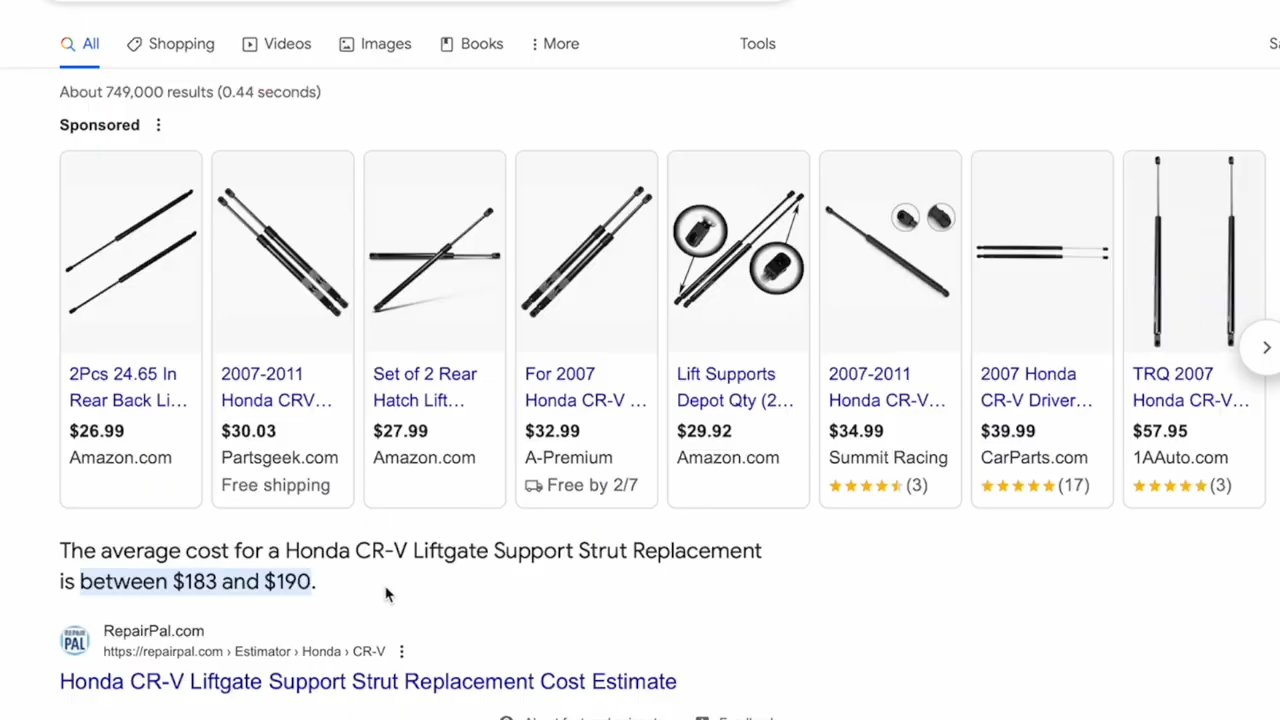 All
Shopping
Videos
Images
Books
More
Tools
About 749,000 results (0.44 seconds)
Sponsored
2Pcs 24.65 In
Rear Back Li...
$26.99
Amazon.com
2007-2011
Honda CRV...
$30.03
Partsgeek.com
Free shipping
Set of 2 Rear
Hatch Lift...
$27.99
Amazon.com
For 2007
Honda CR-V ...
$32.99
A-Premium
Free by 2/7
Lift Supports
Depot Qty (2...
$29.92
Amazon.com
2007-2011
Honda CR-V...
$34.99
Summit Racing
(3)
2007 Honda
CR-V Driver...
$39.99
CarParts.com
(17)
TRQ 2007
Honda CR-V...
$57.95
1AAuto.com
(3)
The average cost for a Honda CR-V Liftgate Support Strut Replacement
is between $183 and $190.
REPAIR
PAL
RepairPal.com
https://repairpal.com › Estimator › Honda › CR-V
Honda CR-V Liftgate Support Strut Replacement Cost Estimate